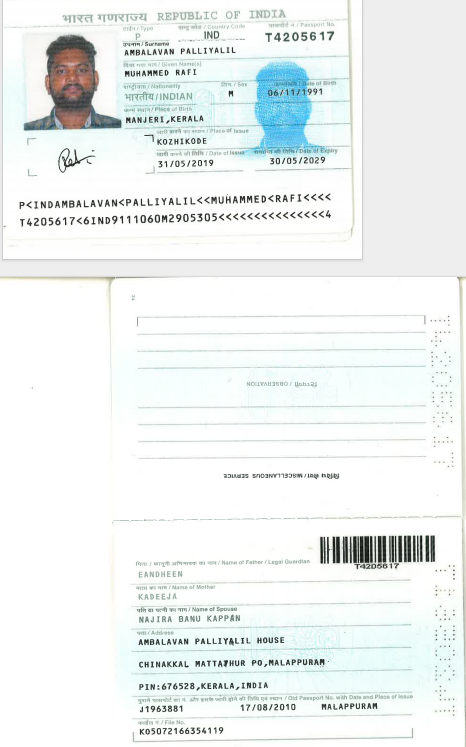 भारत गणराज्य REPUBLIC OF INDIA
टाईप / Type राष्ट्र कोड / Country Code पासपोर्ट नं / Passport No.
P IND T4205617
उपनाम / Surname
AMBALAVAN PALLIYALIL
दिया गया नाम / Given Name(s)
MUHAMMED RAFI
राष्ट्रीयता / Nationality लिंग / Sex Date of Birth
भारतीय/INDIAN M 06/11/1991
जन्म स्थान / Place of Birth
MANJERI,KERALA
जारी करने का स्थान / Place of Issue
KOZHIKODE
जारी करने की तिथि / Date of Issue समाप्ति की तिथि / Date of Expiry
31/05/2019 30/05/2029
P<INDAMBALAVAN<PALLIYALIL<<MUHAMMED<RAFI<<<<
T4205617<6IND9111060M2905305<<<<<<<<<<<<<<<4
टिप्पणी / OBSERVATION
विविध सेवा / MISCELLANEOUS SERVICE
T4205617
पिता / कानूनी अभिभावक का नाम / Name of Father / Legal Guardian
EANDHEEN
माता का नाम / Name of Mother
KADEEJA
पति या पत्नी का नाम / Name of Spouse
NAJIRA BANU KAPPAN
पता / Address
AMBALAVAN PALLIYALIL HOUSE
CHINAKKAL MATTATHUR PO,MALAPPURAM
PIN:676528,KERALA,INDIA
पुराने पासपोर्ट का नं. और इसके जारी होने की तिथि एवं स्थान / Old Passport No. with Date and Place of Issue
J1963881 17/08/2010 MALAPPURAM
फाईल नं / File No.
KO5072166354119